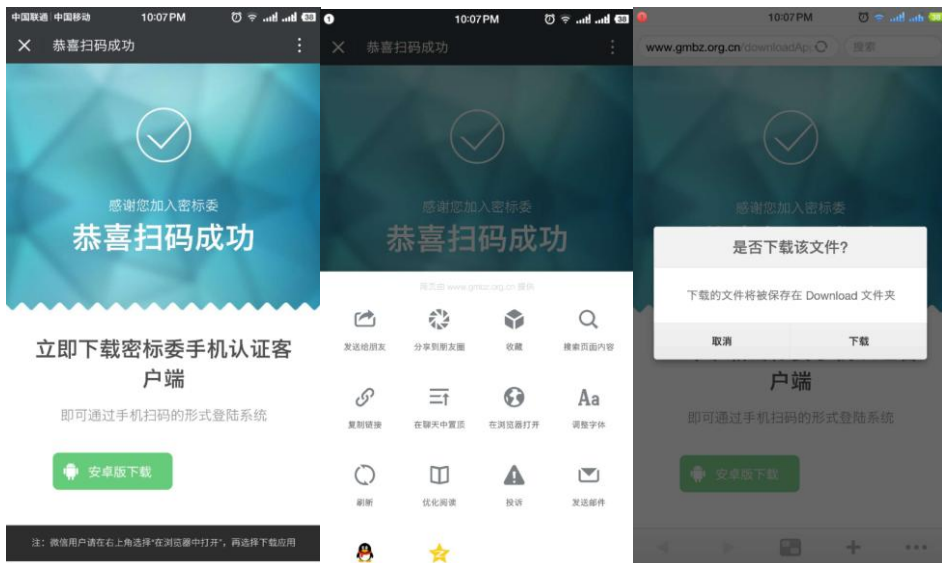 中国联通 中国移动 10:07PM 38
恭喜扫码成功
感谢您加入密标委
恭喜扫码成功
立即下载密标委手机认证客
户端
即可通过手机扫码的形式登陆系统
安卓版下载
注：微信用户请在右上角选择“在浏览器中打开”，再选择下载应用
10:07PM 38
恭喜扫码成功
感谢您加入密标委
恭喜扫码成功
网页由 www.gmbz.org.cn 提供
发送给朋友 分享到朋友圈 收藏 搜索页面内容
复制链接 在聊天中置顶 在浏览器打开 Aa 调整字体
刷新 优化阅读 投诉 发送邮件
10:07PM 38
www.gmbz.org.cn/downloadAp 搜索
感谢您加入密标委
是否下载该文件?
下载的文件将被保存在 Download 文件夹
取消 下载
户端
即可通过手机扫码的形式登陆系统
安卓版下载